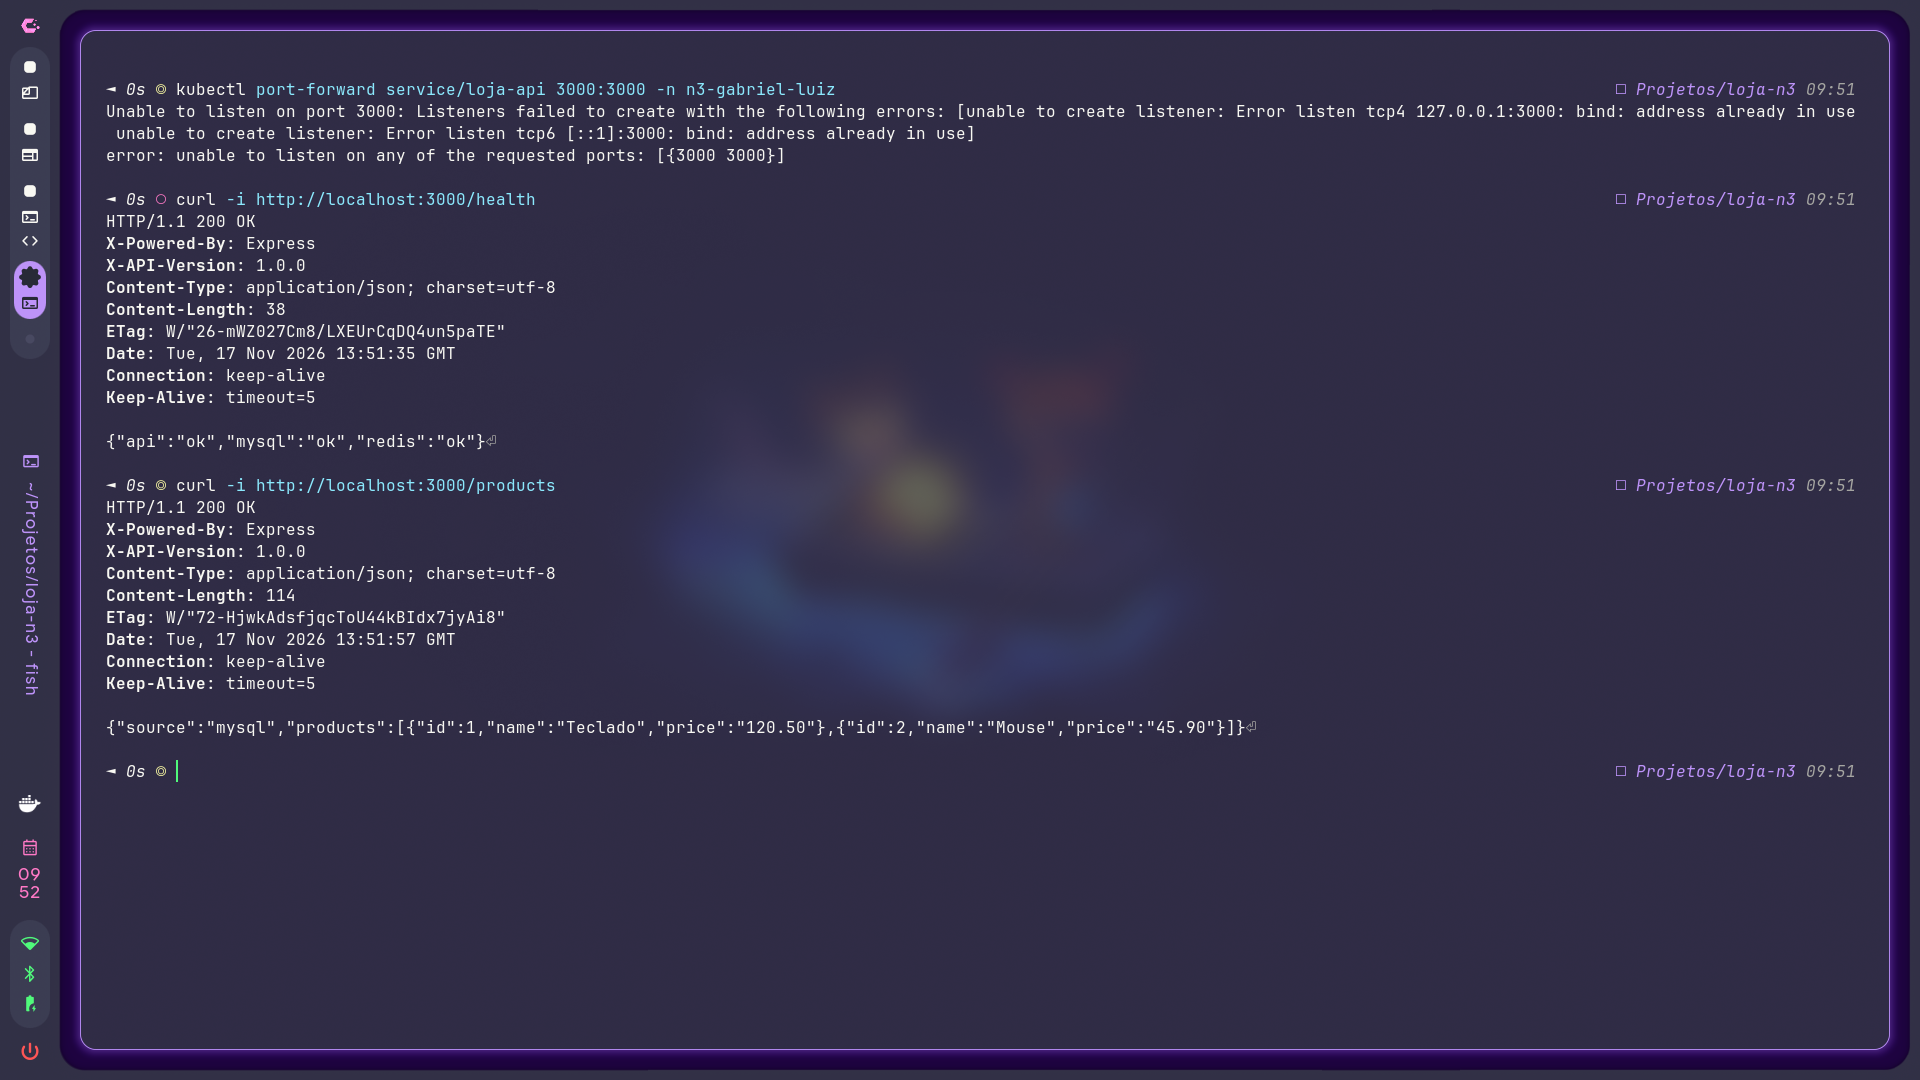 ◄ 0s ◎ kubectl port-forward service/loja-api 3000:3000 -n n3-gabriel-luiz □ Projetos/loja-n3 09:51
Unable to listen on port 3000: Listeners failed to create with the following errors: [unable to create listener: Error listen tcp4 127.0.0.1:3000: bind: address already in use
 unable to create listener: Error listen tcp6 [::1]:3000: bind: address already in use]
error: unable to listen on any of the requested ports: [{3000 3000}]
◄ 0s ○ curl -i http://localhost:3000/health □ Projetos/loja-n3 09:51
HTTP/1.1 200 OK
X-Powered-By: Express
X-API-Version: 1.0.0
Content-Type: application/json; charset=utf-8
Content-Length: 38
ETag: W/"26-mWZ027Cm8/LXEUrCqDQ4un5paTE"
Date: Tue, 17 Nov 2026 13:51:35 GMT
Connection: keep-alive
Keep-Alive: timeout=5
{"api":"ok","mysql":"ok","redis":"ok"}⏎
◄ 0s ◎ curl -i http://localhost:3000/products □ Projetos/loja-n3 09:51
HTTP/1.1 200 OK
X-Powered-By: Express
X-API-Version: 1.0.0
Content-Type: application/json; charset=utf-8
Content-Length: 114
ETag: W/"72-HjwkAdsfjqcToU44kBIdx7jyAi8"
Date: Tue, 17 Nov 2026 13:51:57 GMT
Connection: keep-alive
Keep-Alive: timeout=5
{"source":"mysql","products":[{"id":1,"name":"Teclado","price":"120.50"},{"id":2,"name":"Mouse","price":"45.90"}]}⏎
◄ 0s ◎ □ Projetos/loja-n3 09:51
~/Projetos/loja-n3 - fish
09
52